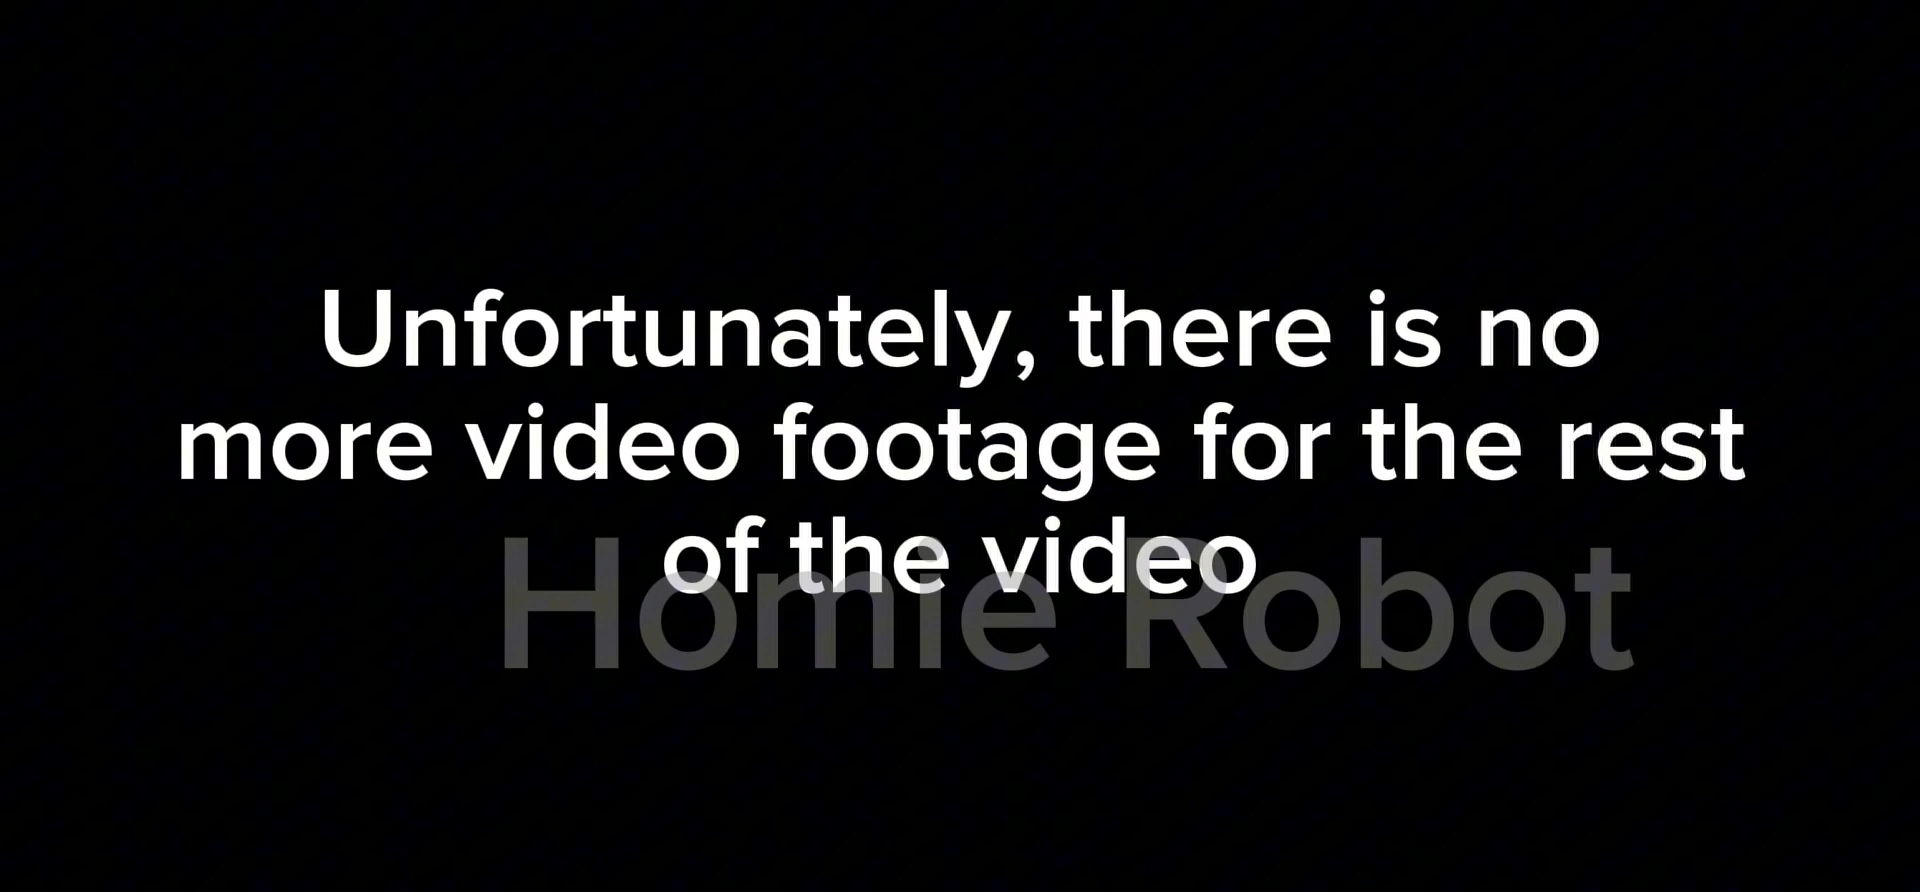 Unfortunately, there is no
more video footage for the rest
of the video
Homie Robot